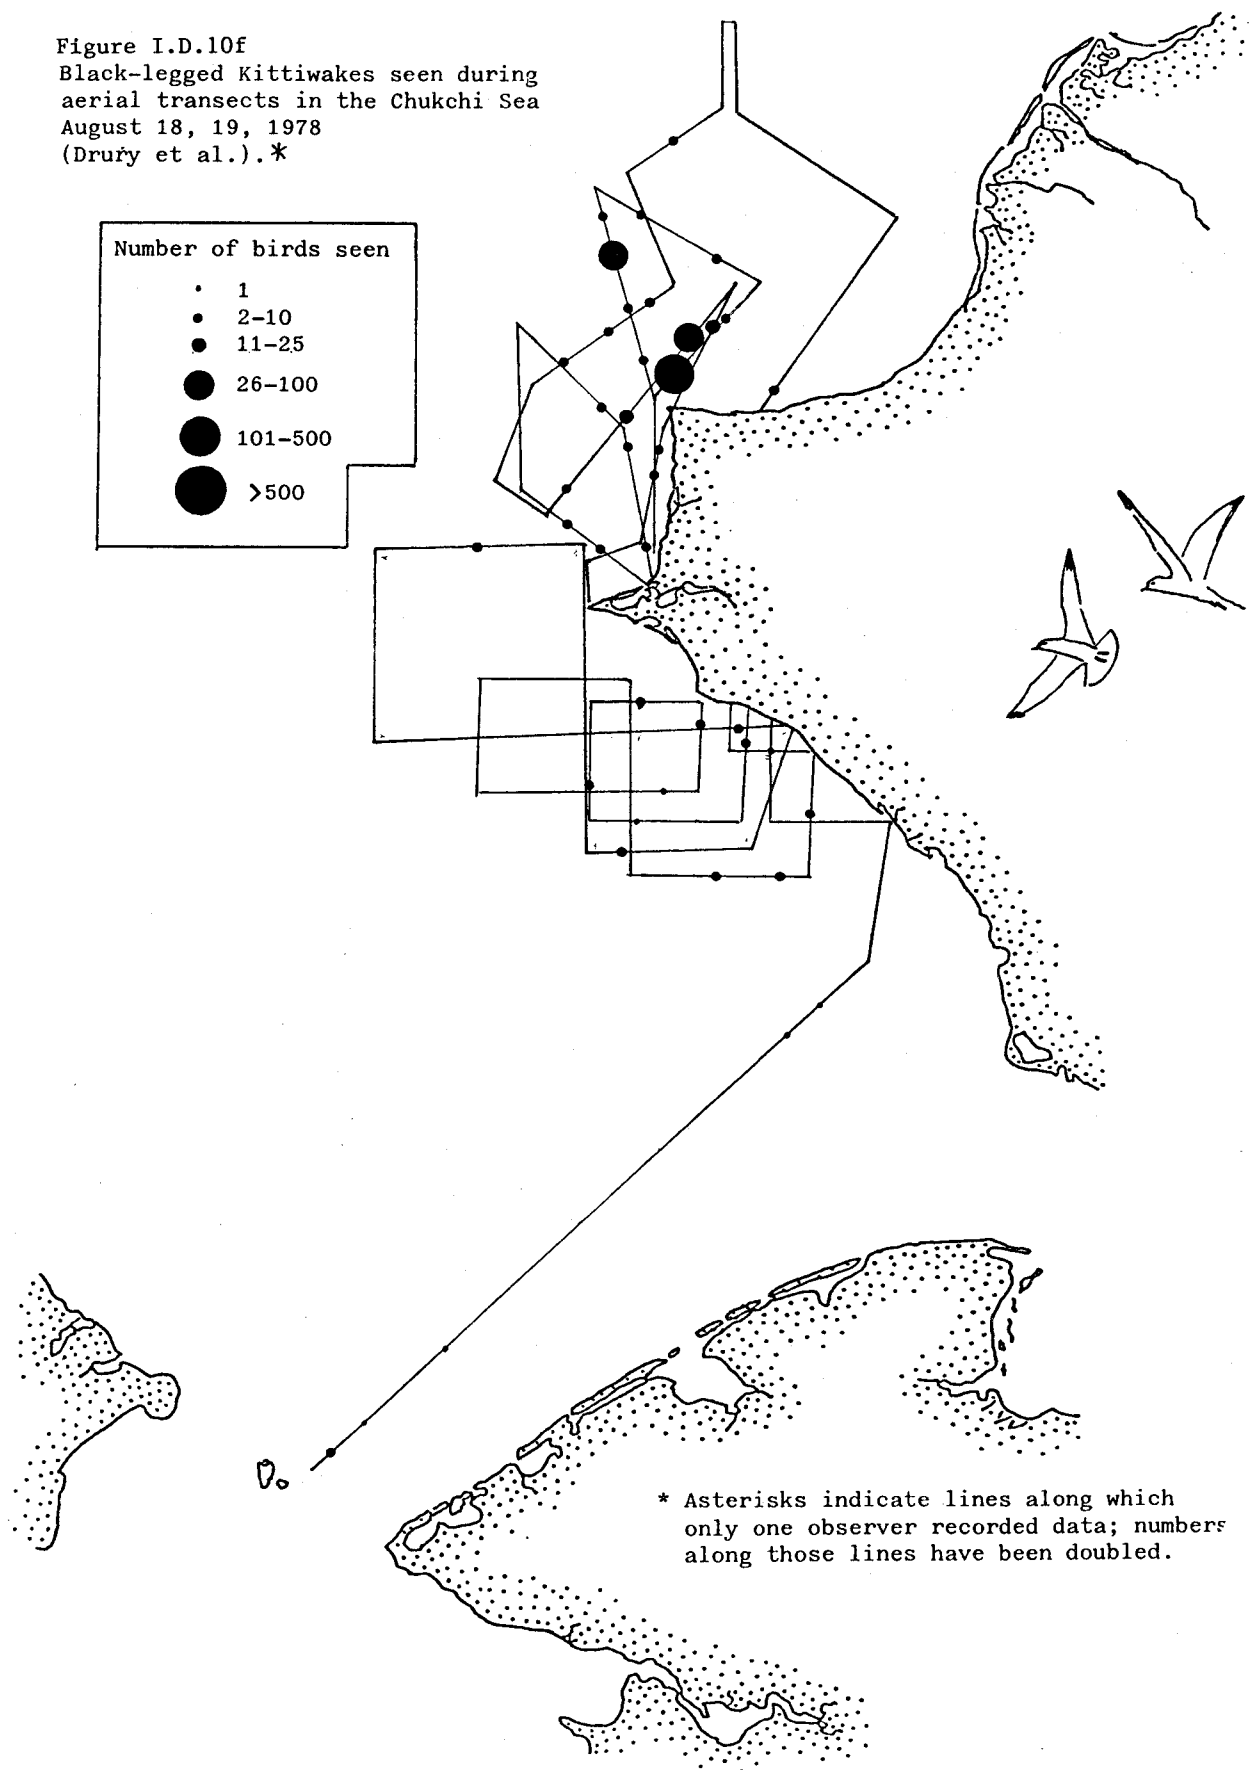 Figure I.D.10f
Black-legged Kittiwakes seen during
aerial transects in the Chukchi Sea
August 18, 19, 1978
(Drury et al.).*
Number of birds seen
1
2-10
11-25
26-100
101-500
>500
* Asterisks indicate lines along which
only one observer recorded data; numbers
along those lines have been doubled.